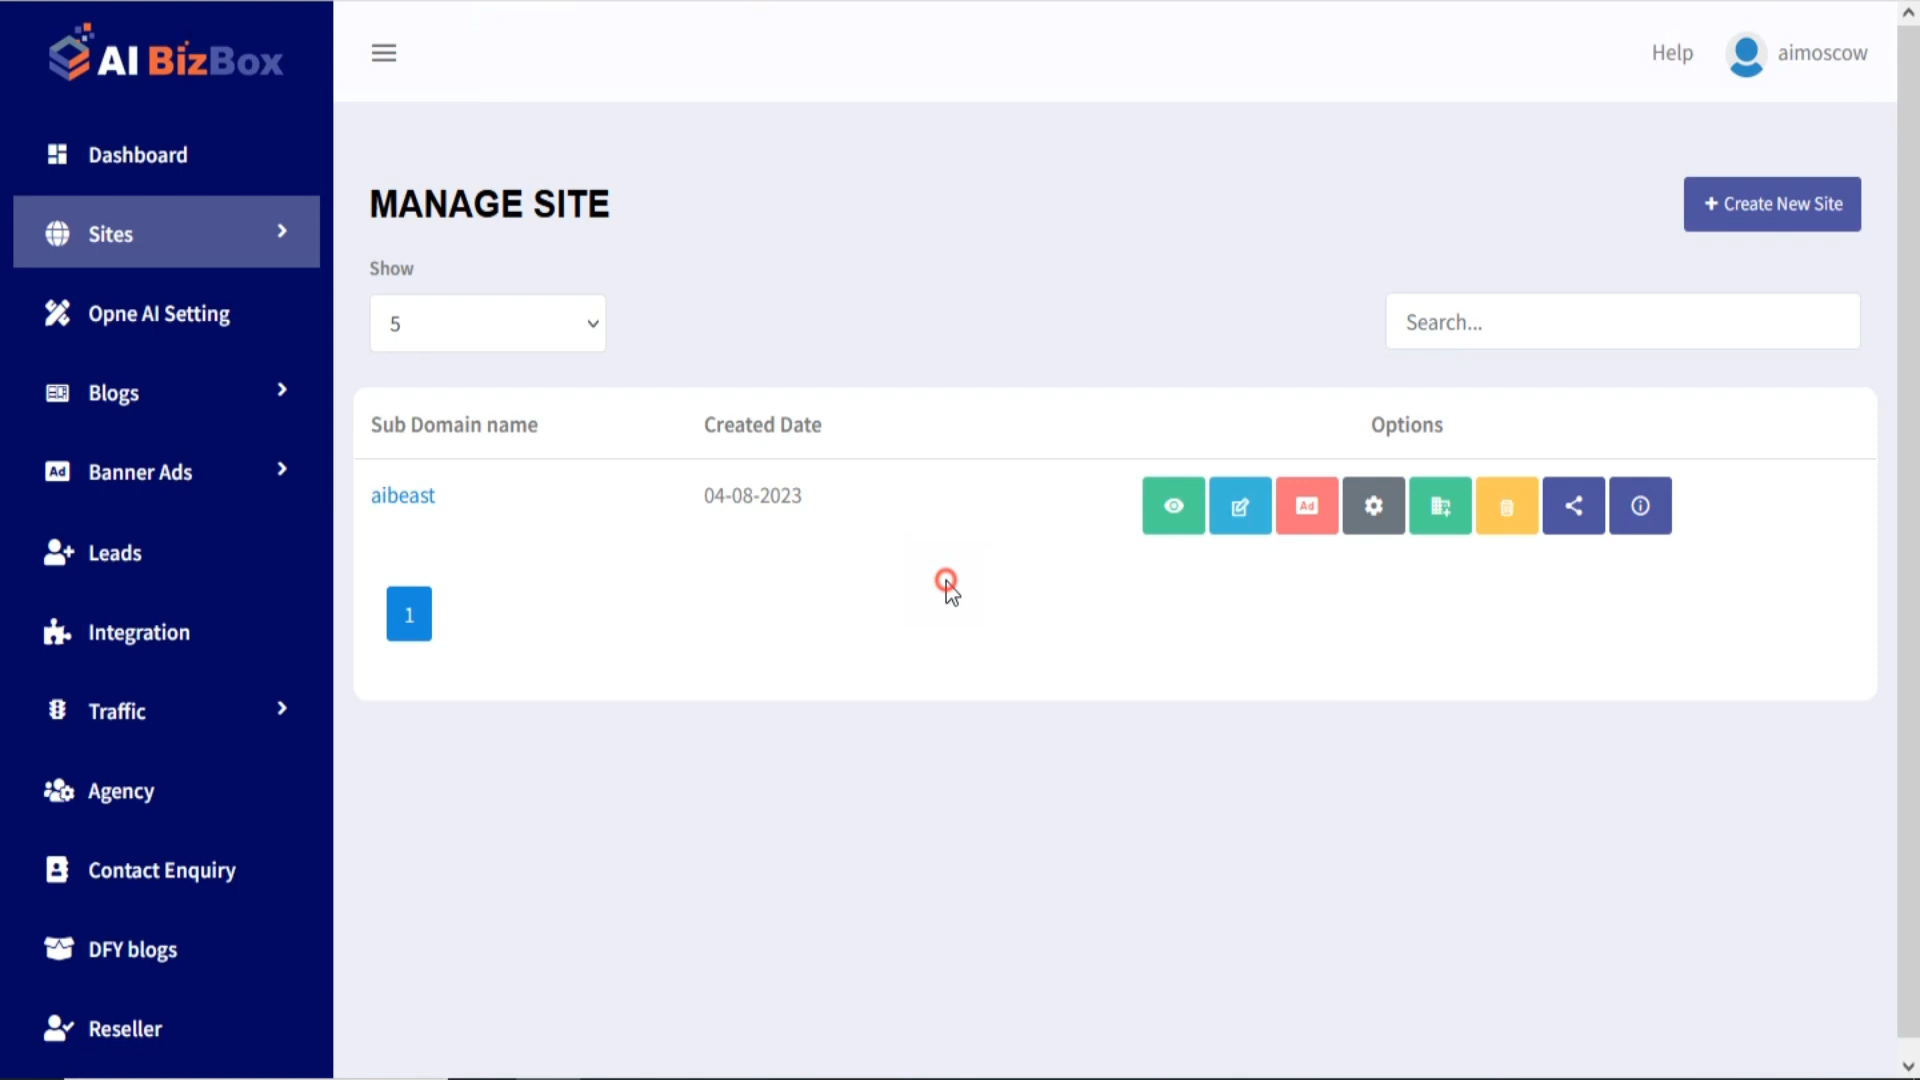 AI BizBox
Help
aimoscow
Dashboard
Sites
Opne AI Setting
Blogs
Ad
Banner Ads
Leads
Integration
Traffic
Agency
Contact Enquiry
DFY blogs
Reseller
MANAGE SITE
+ Create New Site
Show
5
Search...
Sub Domain name
Created Date
Options
aibeast
04-08-2023
Ad
1